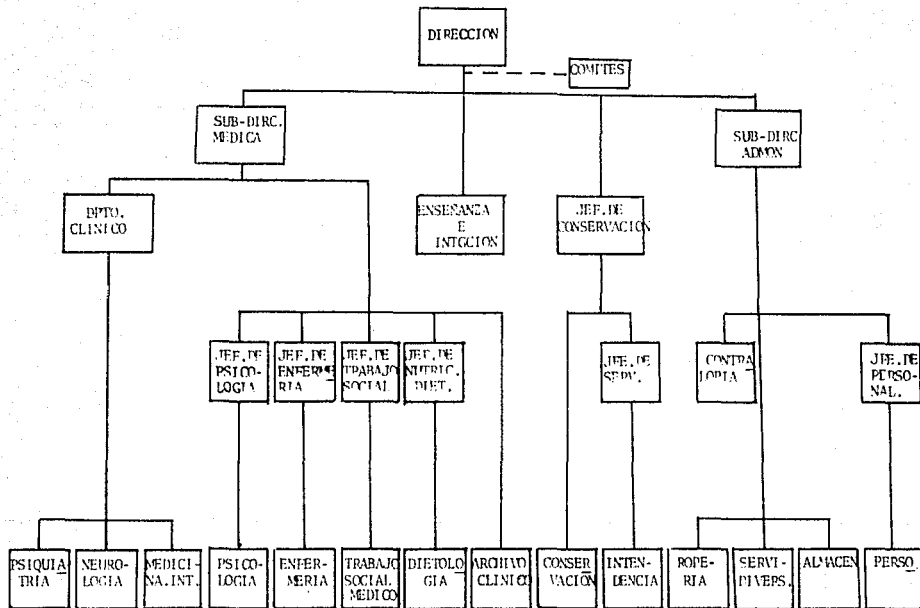 DIRECCION
COMITES
SUB-DIRC.
MEDICA
SUB-DIRC
ADMON
DPTO.
CLINICO
ENSEÑANZA
E
INTGCION
JEF.DE
CONSERVACION
JEF.DE
PSICO-
LOGIA
JEF.DE
ENFERME
RIA
JEF.DE
TRABAJO
SOCIAL
JEF.DE
NUTRIC.
DIET.
JEF.DE
SERV.
CONTRA
LORIA
JEF.DE
PERSO-
NAL.
PSIQUIA
TRIA
NEURO-
LOGIA
MEDICI-
NA.INT.
PSICO-
LOGIA
ENFER-
MERIA
TRABAJO
SOCIAL
MEDICO
DIETOLO
GIA
ARCHIVO
CLINICO
CONSER
VACION
INTEN-
DENCIA
ROPE-
RIA
SERVI-
DIVERS.
ALMACEN
PERSO